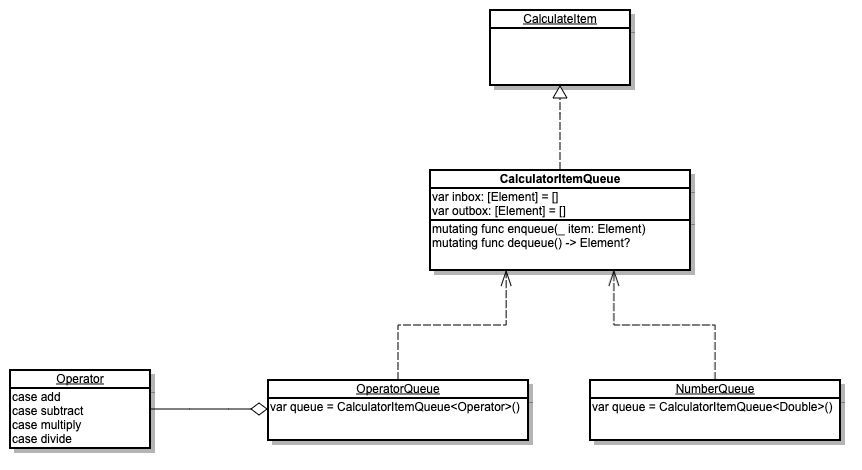 CalculateItem
CalculatorItemQueue
var inbox: [Element] = []
var outbox: [Element] = []
mutating func enqueue(_ item: Element)
mutating func dequeue() -> Element?
Operator
case add
case subtract
case multiply
case divide
OperatorQueue
var queue = CalculatorItemQueue<Operator>()
NumberQueue
var queue = CalculatorItemQueue<Double>()